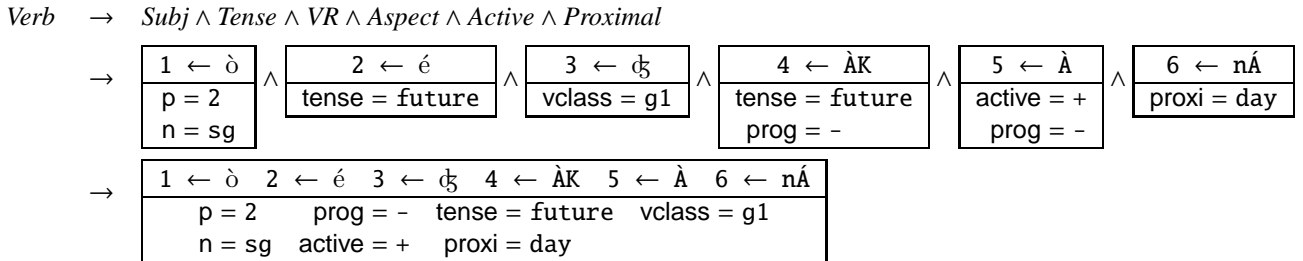 Verb → Subj ∧ Tense ∧ VR ∧ Aspect ∧ Active ∧ Proximal
→ 1 ← ò ∧ 2 ← é ∧ 3 ← ʤ ∧ 4 ← ÀK ∧ 5 ← À ∧ 6 ← nÁ
p = 2 tense = future vclass = g1 tense = future active = + proxi = day
n = sg prog = - prog = -
→ 1 ← ò 2 ← é 3 ← ʤ 4 ← ÀK 5 ← À 6 ← nÁ
p = 2 prog = - tense = future vclass = g1
n = sg active = + proxi = day